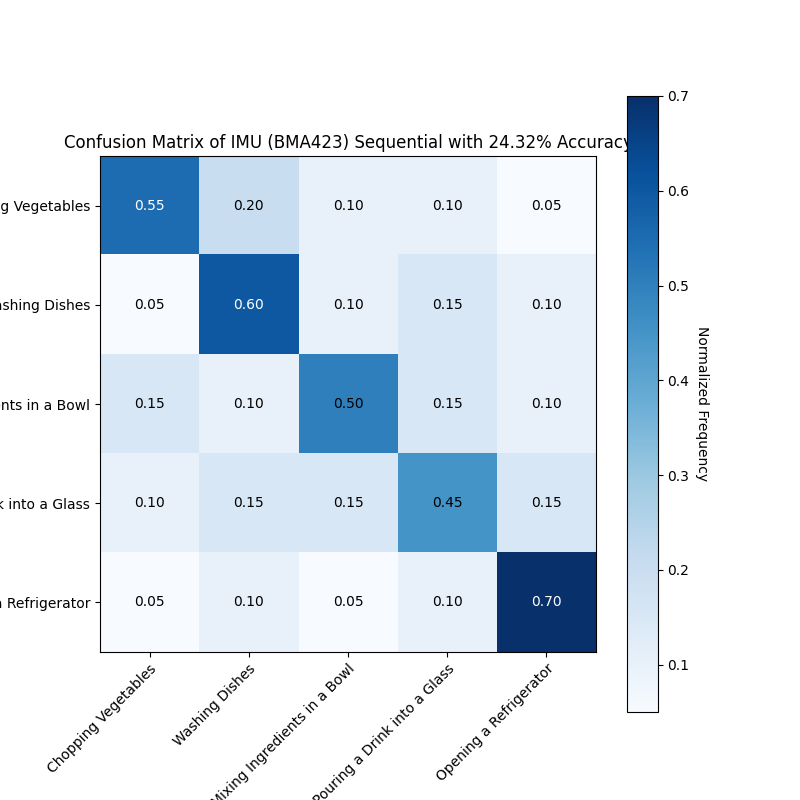 Confusion Matrix of IMU (BMA423) Sequential with 24.32% Accuracy
g Vegetables 0.55 0.20 0.10 0.10 0.05
ashing Dishes 0.05 0.60 0.10 0.15 0.10
nts in a Bowl 0.15 0.10 0.50 0.15 0.10
k into a Glass 0.10 0.15 0.15 0.45 0.15
Refrigerator 0.05 0.10 0.05 0.10 0.70
Chopping Vegetables
Washing Dishes
Mixing Ingredients in a Bowl
Pouring a Drink into a Glass
Opening a Refrigerator
0.7
0.6
0.5
0.4
0.3
0.2
0.1
Normalized Frequency